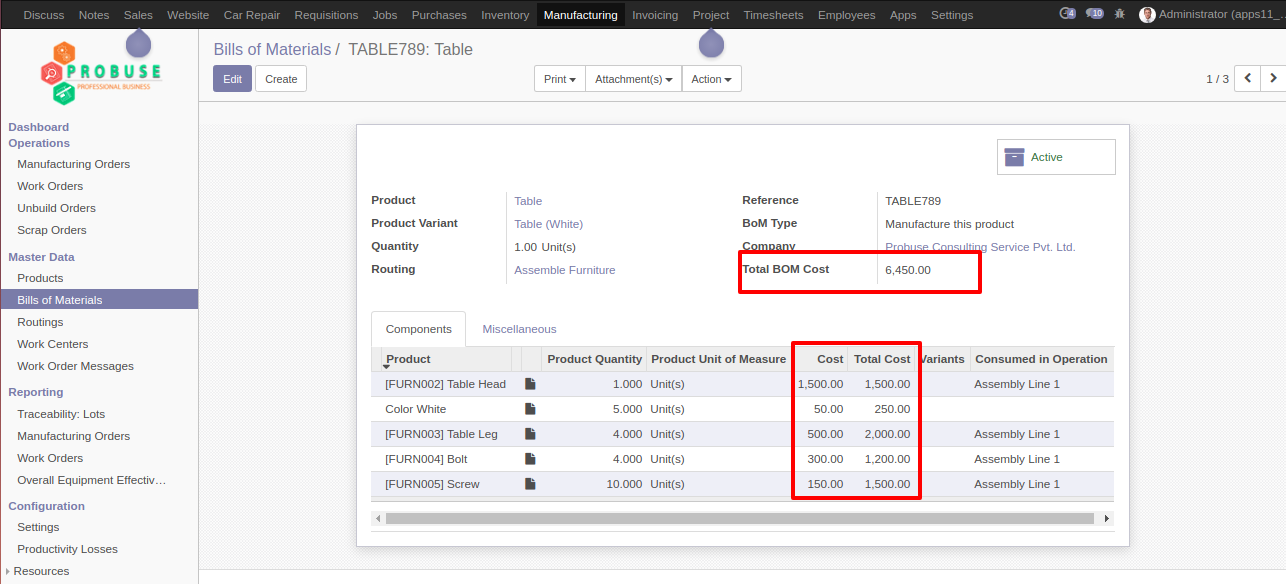 Discuss Notes Sales Website Car Repair Requisitions Jobs Purchases Inventory Manufacturing Invoicing Project Timesheets Employees Apps Settings 4 10 Administrator (apps11_...
PROBUSE
PROFESSIONAL BUSINESS
Dashboard
Operations
Manufacturing Orders
Work Orders
Unbuild Orders
Scrap Orders
Master Data
Products
Bills of Materials
Routings
Work Centers
Work Order Messages
Reporting
Traceability: Lots
Manufacturing Orders
Work Orders
Overall Equipment Effectiv…
Configuration
Settings
Productivity Losses
Resources
Bills of Materials / TABLE789: Table
Edit Create Print Attachment(s) Action 1 / 3
Active
Product Table
Product Variant Table (White)
Quantity 1.00 Unit(s)
Routing Assemble Furniture
Reference TABLE789
BoM Type Manufacture this product
Company Probuse Consulting Service Pvt. Ltd.
Total BOM Cost 6,450.00
Components Miscellaneous
Product Product Quantity Product Unit of Measure Cost Total Cost Variants Consumed in Operation
[FURN002] Table Head 1.000 Unit(s) 1,500.00 1,500.00 Assembly Line 1
Color White 5.000 Unit(s) 50.00 250.00
[FURN003] Table Leg 4.000 Unit(s) 500.00 2,000.00 Assembly Line 1
[FURN004] Bolt 4.000 Unit(s) 300.00 1,200.00 Assembly Line 1
[FURN005] Screw 10.000 Unit(s) 150.00 1,500.00 Assembly Line 1